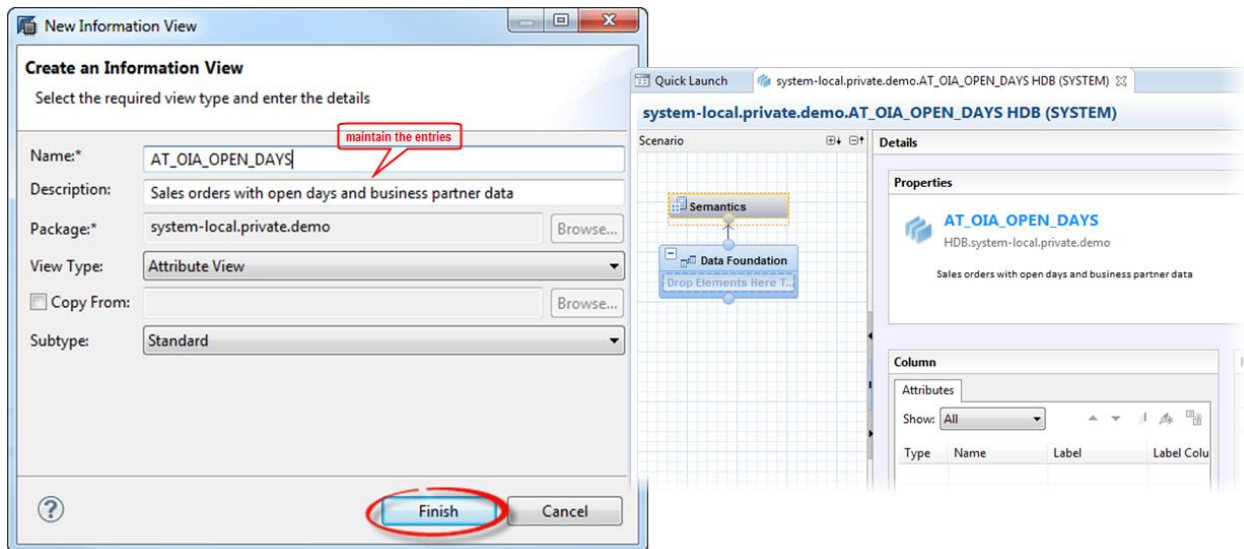 New Information View
Create an Information View
Select the required view type and enter the details
maintain the entries
Name:* AT_OIA_OPEN_DAYS
Description: Sales orders with open days and business partner data
Package:* system-local.private.demo Browse...
View Type: Attribute View
Copy From: Browse...
Subtype: Standard
Finish Cancel
Quick Launch system-local.private.demo.AT_OIA_OPEN_DAYS HDB (SYSTEM)
system-local.private.demo.AT_OIA_OPEN_DAYS HDB (SYSTEM)
Scenario
Details
Semantics
Data Foundation
Drop Elements Here T...
Properties
AT_OIA_OPEN_DAYS
HDB.system-local.private.demo
Sales orders with open days and business partner data
Column
Attributes
Show: All
Type Name Label Label Colu